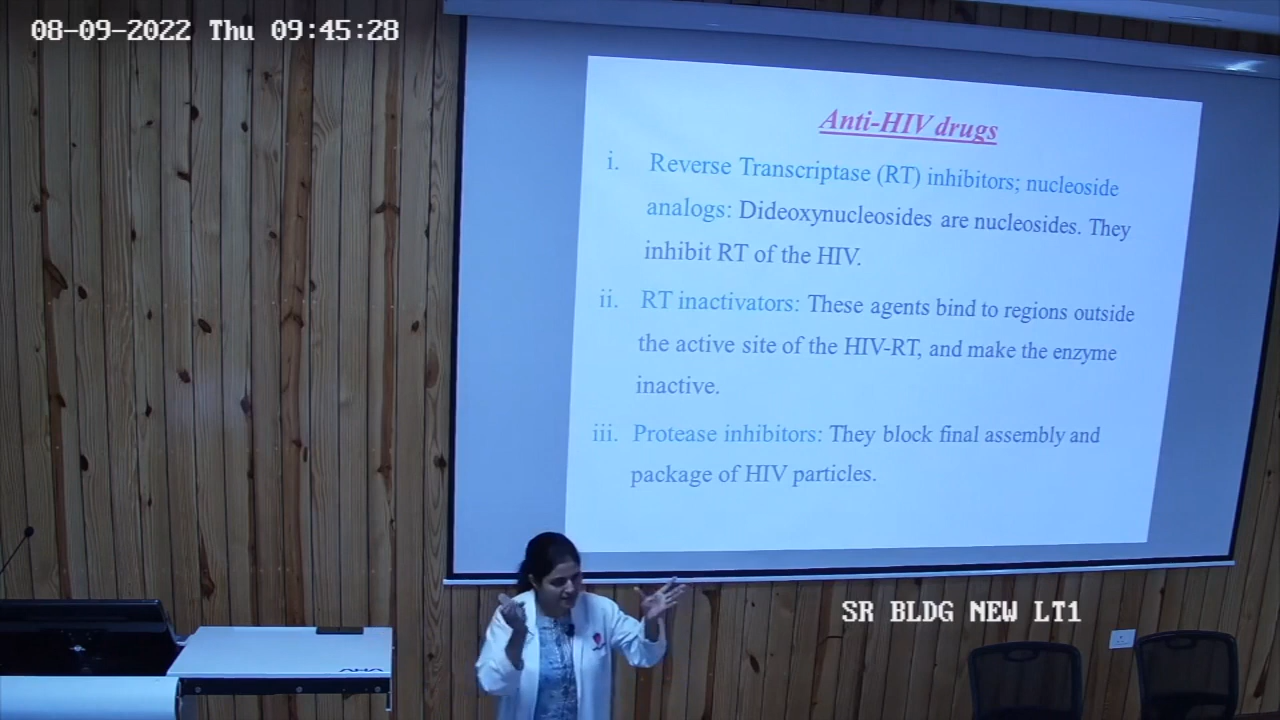 08-09-2022 Thu 09:45:28
Anti-HIV drugs
i. Reverse Transcriptase (RT) inhibitors; nucleoside
analogs: Dideoxynucleosides are nucleosides. They
inhibit RT of the HIV.
ii. RT inactivators: These agents bind to regions outside
the active site of the HIV-RT, and make the enzyme
inactive.
iii. Protease inhibitors: They block final assembly and
package of HIV particles.
SR BLDG NEW LT1
AHA